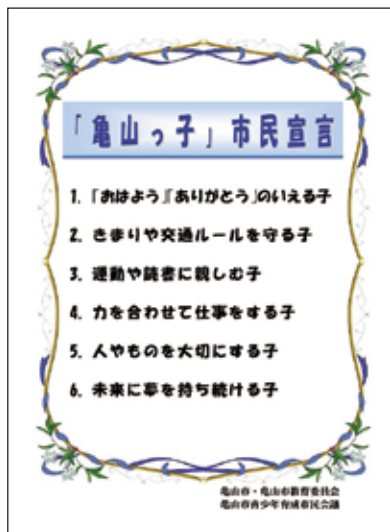 「亀山っ子」市民宣言
1. 「おはよう」「ありがとう」のいえる子
2. きまりや交通ルールを守る子
3. 運動や読書に親しむ子
4. 力を合わせて仕事をする子
5. 人やものを大切にする子
6. 未来に夢を持ち続ける子
亀山市・亀山市教育委員会
亀山市青少年育成市民会議